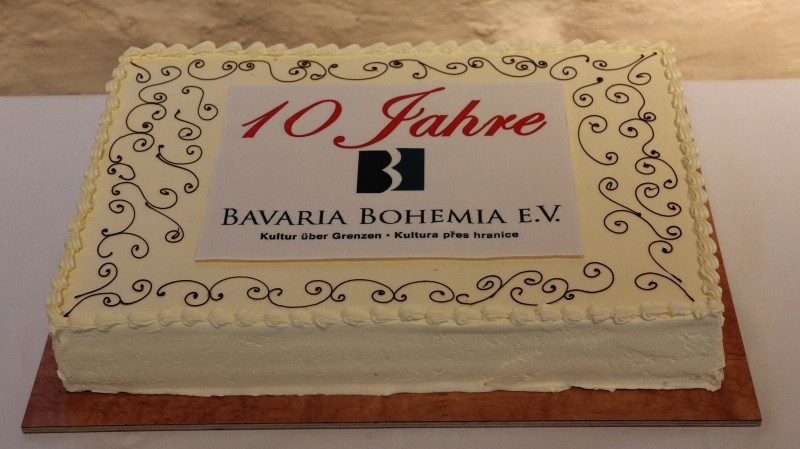 10 Jahre
B
BAVARIA BOHEMIA E.V.
Kultur über Grenzen • Kultura přes hranice